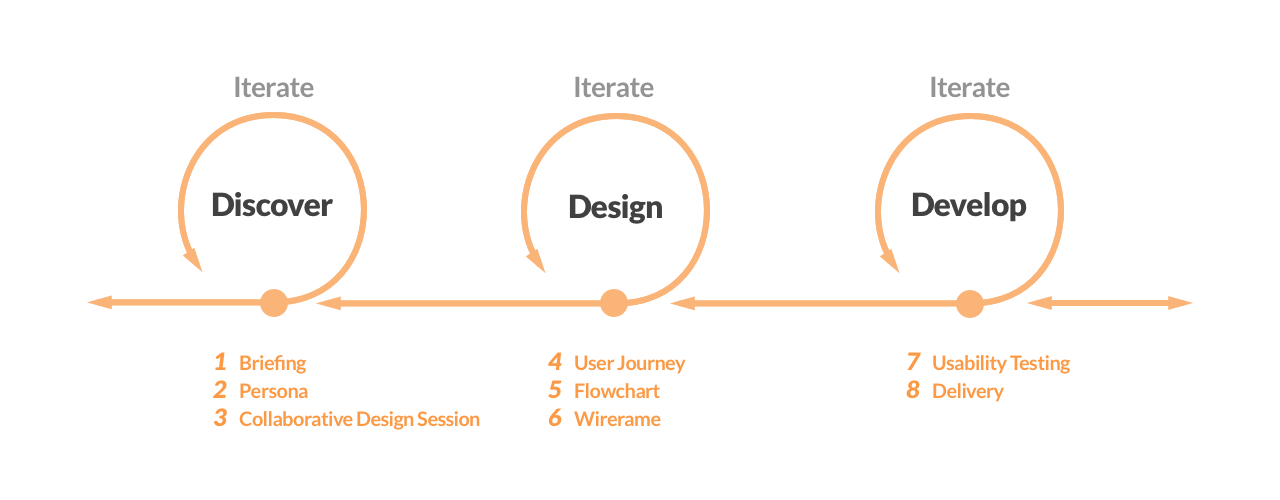 Iterate
Iterate
Iterate
Discover
Design
Develop
1 Briefing
2 Persona
3 Collaborative Design Session
4 User Journey
5 Flowchart
6 Wirerame
7 Usability Testing
8 Delivery